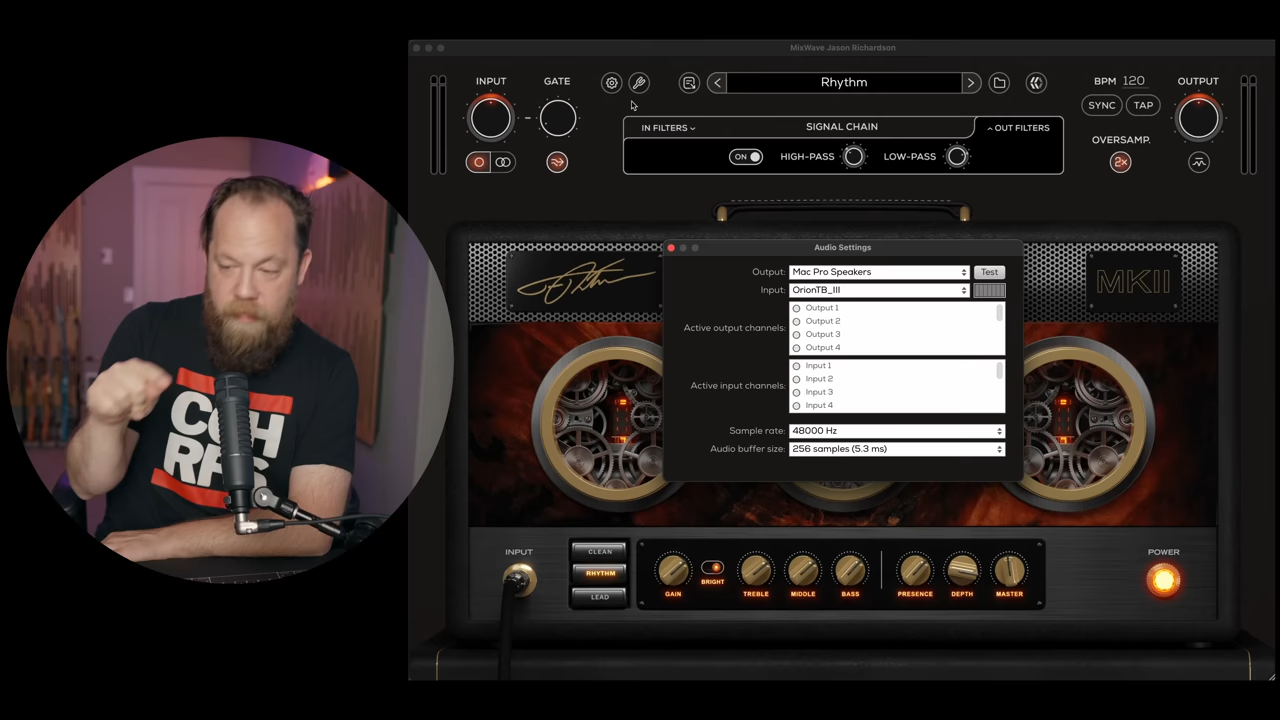 MixWave Jason Richardson
INPUT
GATE
Rhythm
BPM 120
OUTPUT
SYNC
TAP
IN FILTERS
SIGNAL CHAIN
OUT FILTERS
OVERSAMP.
ON
HIGH-PASS
LOW-PASS
2×
Audio Settings
Output: Mac Pro Speakers
Test
Input: OrionTB_III
Active output channels:
Output 1
Output 2
Output 3
Output 4
Active input channels:
Input 1
Input 2
Input 3
Input 4
Sample rate: 48000 Hz
Audio buffer size: 256 samples (5.3 ms)
MKII
INPUT
CLEAN
RHYTHM
LEAD
GAIN
BRIGHT
TREBLE
MIDDLE
BASS
PRESENCE
DEPTH
MASTER
POWER